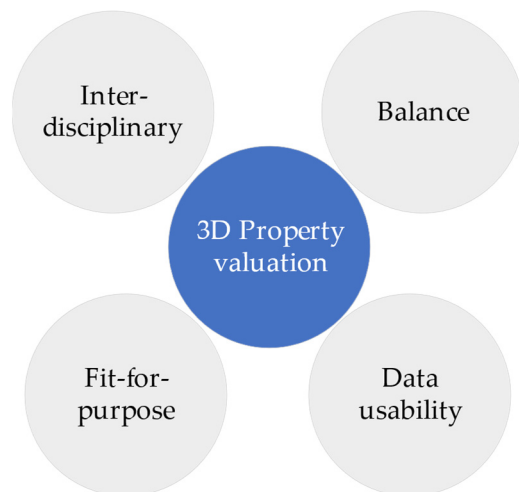 Inter-
disciplinary
Balance
3D Property
valuation
Fit-for-
purpose
Data
usability